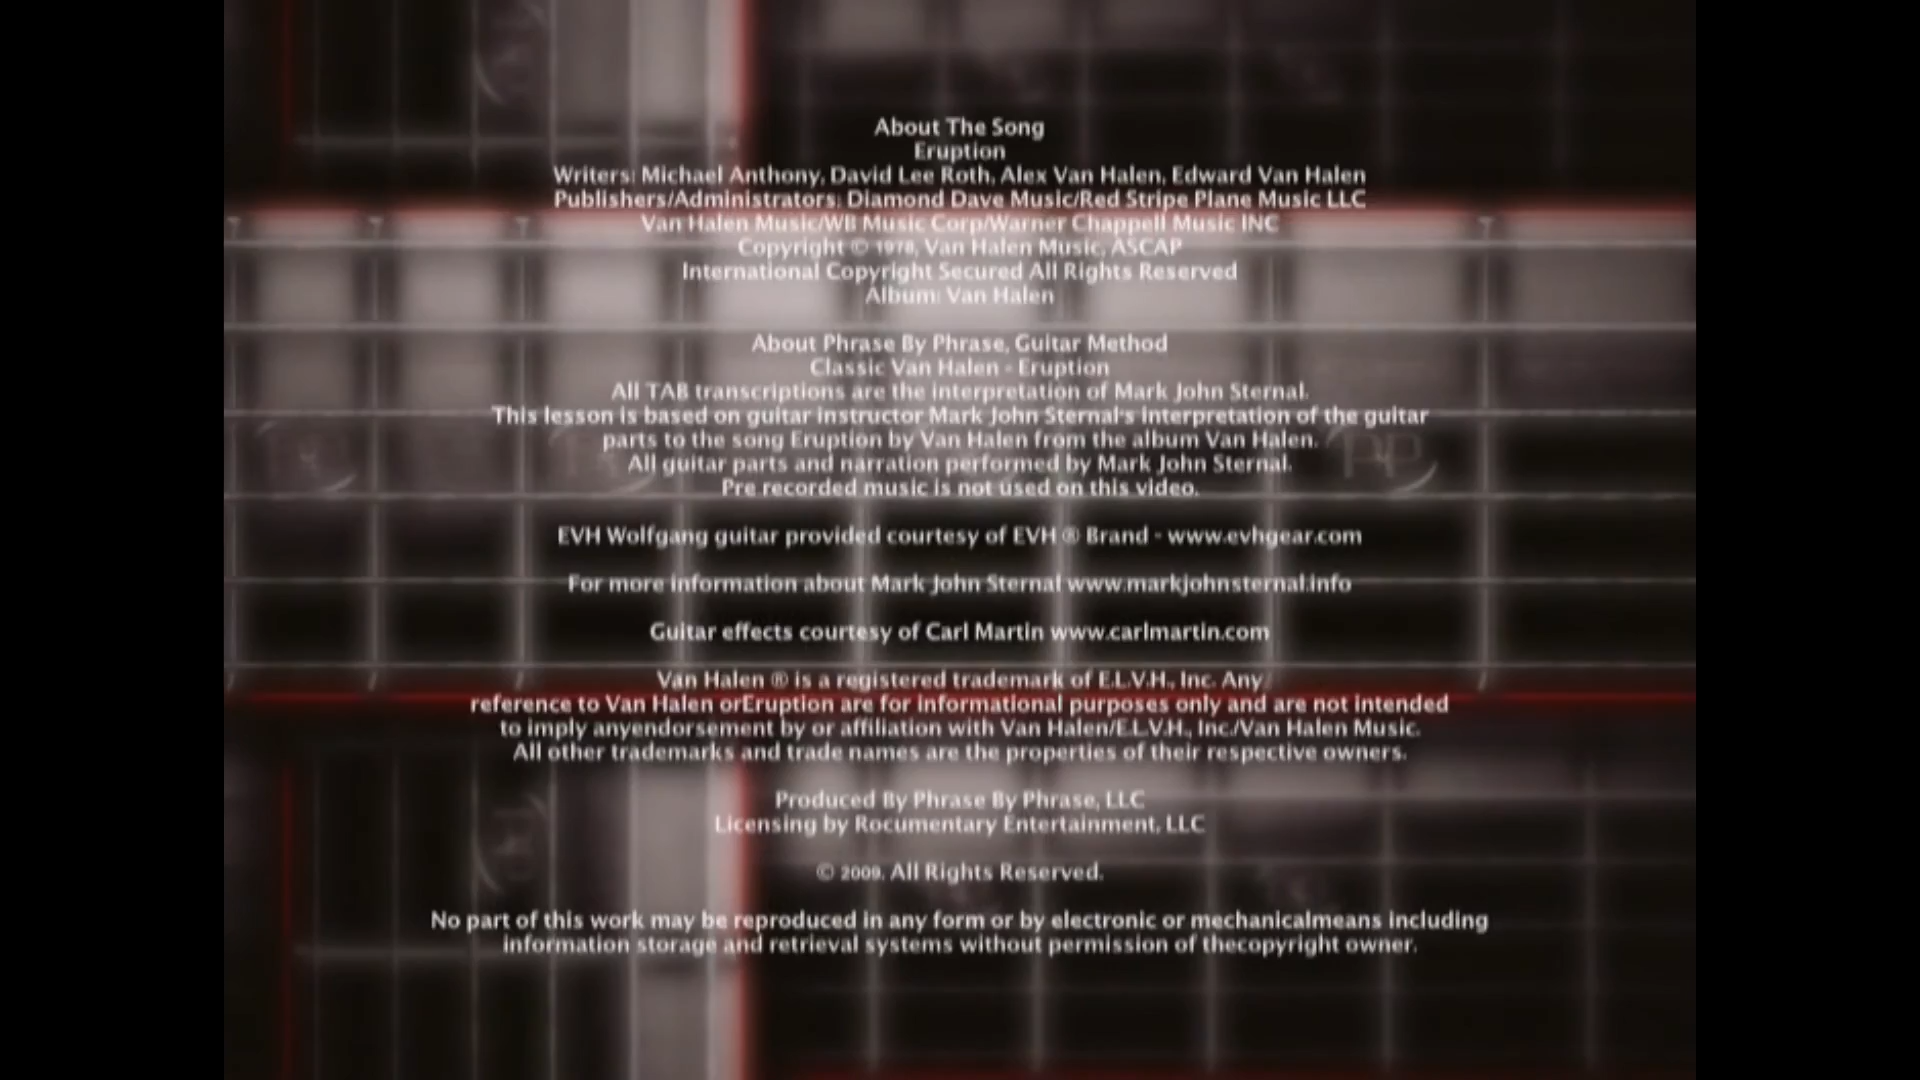 About The Song
Eruption
Writers: Michael Anthony, David Lee Roth, Alex Van Halen, Edward Van Halen
Publishers/Administrators: Diamond Dave Music/Red Stripe Plane Music LLC
Van Halen Music/WB Music Corp/Warner Chappell Music INC
Copyright © 1978, Van Halen Music, ASCAP
International Copyright Secured All Rights Reserved
Album: Van Halen
About Phrase By Phrase, Guitar Method
Classic Van Halen - Eruption
All TAB transcriptions are the interpretation of Mark John Sternal.
This lesson is based on guitar instructor Mark John Sternal's interpretation of the guitar
parts to the song Eruption by Van Halen from the album Van Halen.
All guitar parts and narration performed by Mark John Sternal.
Pre recorded music is not used on this video.
EVH Wolfgang guitar provided courtesy of EVH ® Brand - www.evhgear.com
For more information about Mark John Sternal www.markjohnsternal.info
Guitar effects courtesy of Carl Martin www.carlmartin.com
Van Halen ® is a registered trademark of E.L.V.H., Inc. Any
reference to Van Halen orEruption are for informational purposes only and are not intended
to imply anyendorsement by or affiliation with Van Halen/E.L.V.H., Inc./Van Halen Music.
All other trademarks and trade names are the properties of their respective owners.
Produced By Phrase By Phrase, LLC
Licensing by Rocumentary Entertainment, LLC
© 2009. All Rights Reserved.
No part of this work may be reproduced in any form or by electronic or mechanicalmeans including
information storage and retrieval systems without permission of thecopyright owner.